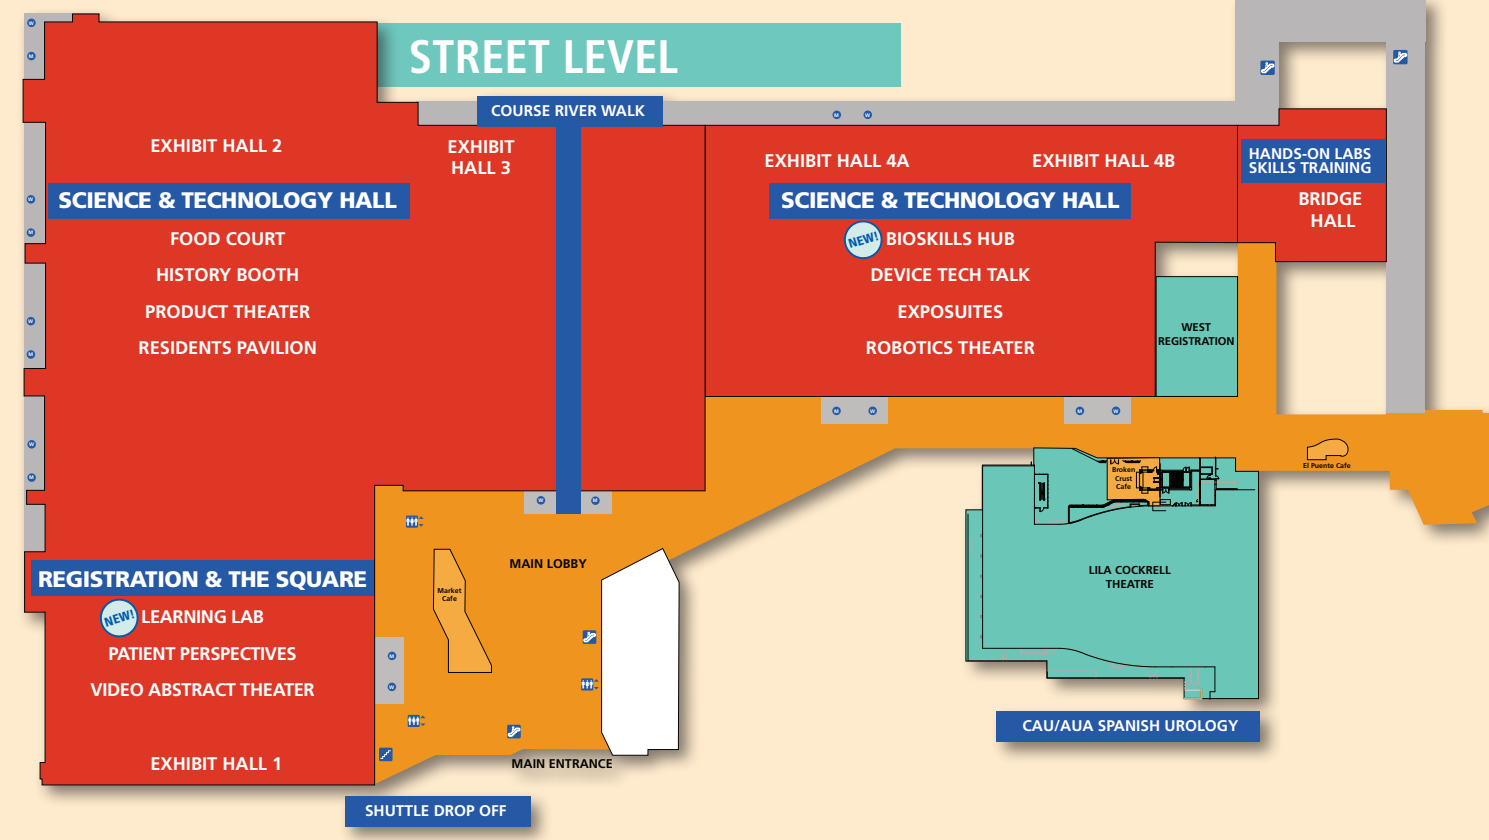 STREET LEVEL
COURSE RIVER WALK
EXHIBIT HALL 2
SCIENCE & TECHNOLOGY HALL
FOOD COURT
HISTORY BOOTH
PRODUCT THEATER
RESIDENTS PAVILION
EXHIBIT
HALL 3
EXHIBIT HALL 4A
EXHIBIT HALL 4B
SCIENCE & TECHNOLOGY HALL
NEW! BIOSKILLS HUB
DEVICE TECH TALK
EXPOSUITES
ROBOTICS THEATER
HANDS-ON LABS
SKILLS TRAINING
BRIDGE
HALL
WEST
REGISTRATION
El Puente Cafe
Broken
Crust
Cafe
LILA COCKRELL
THEATRE
CAU/AUA SPANISH UROLOGY
REGISTRATION & THE SQUARE
NEW! LEARNING LAB
PATIENT PERSPECTIVES
VIDEO ABSTRACT THEATER
EXHIBIT HALL 1
MAIN LOBBY
Market
Cafe
MAIN ENTRANCE
SHUTTLE DROP OFF
W
M
W
M
W
M
W
M
M
W
M
W
M
W
W
M
M
W